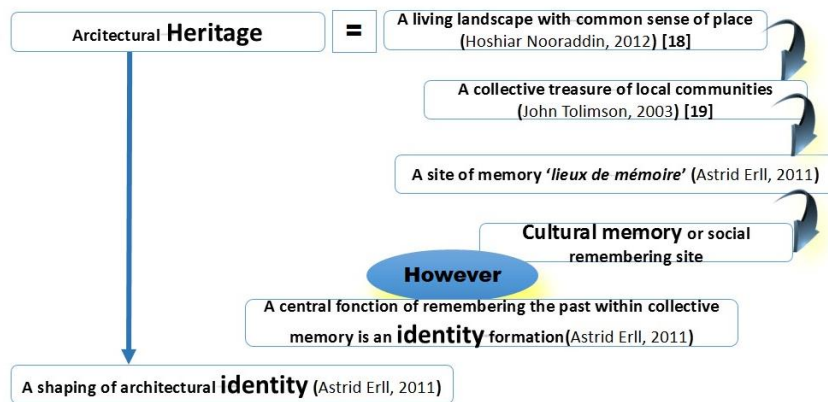 Arcitectural Heritage
=
A living landscape with common sense of place
(Hoshiar Nooraddin, 2012) [18]
A collective treasure of local communities
(John Tolimson, 2003) [19]
A site of memory ‘lieux de mémoire’ (Astrid Erll, 2011)
Cultural memory or social
remembering site
However
A central fonction of remembering the past within collective
memory is an identity formation(Astrid Erll, 2011)
A shaping of architectural identity (Astrid Erll, 2011)